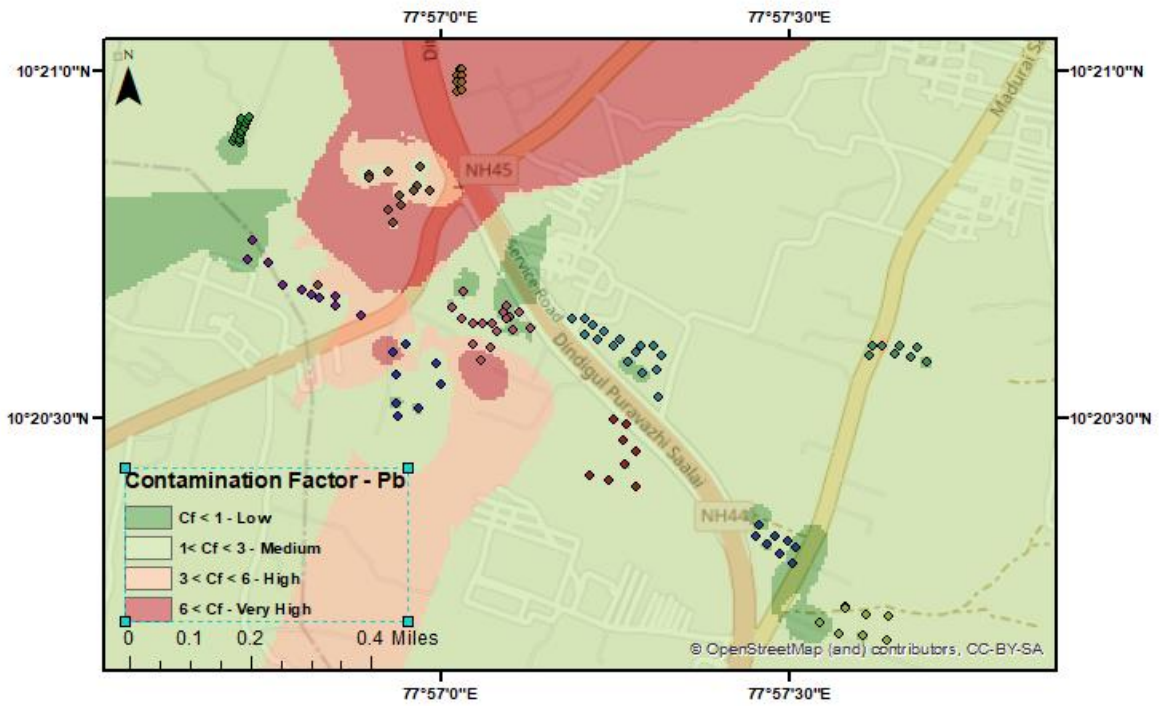 77°57'0"E 77°57'30"E
10°21'0"N 10°21'0"N
N
Madurai Sa
NH45
Service Road
Dindigul Puravazhi Saalai
10°20'30"N 10°20'30"N
NH44
Contamination Factor - Pb
Cf < 1 - Low
1< Cf < 3 - Medium
3 < Cf < 6 - High
6 < Cf - Very High
0 0.1 0.2 0.4 Miles
© OpenStreetMap (and) contributors, CC-BY-SA
77°57'0"E 77°57'30"E